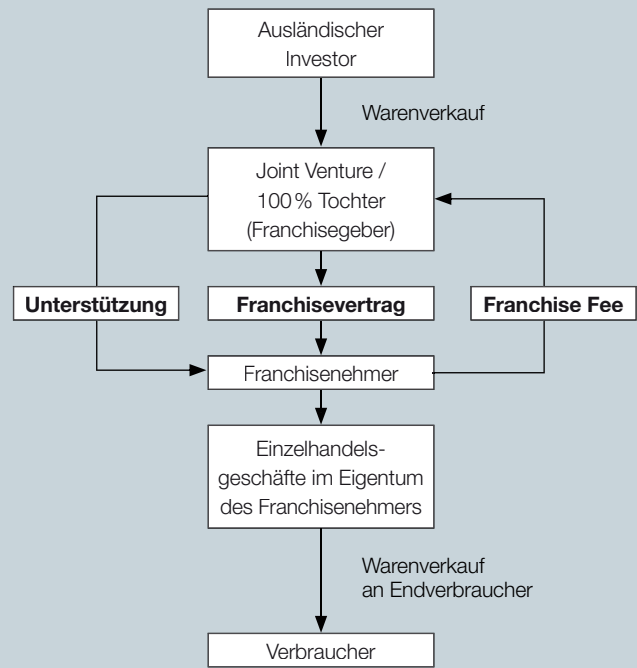 Ausländischer
Investor
Warenverkauf
Joint Venture /
100 % Tochter
(Franchisegeber)
Unterstützung
Franchisevertrag
Franchise Fee
Franchisenehmer
Einzelhandels-
geschäfte im Eigentum
des Franchisenehmers
Warenverkauf
an Endverbraucher
Verbraucher